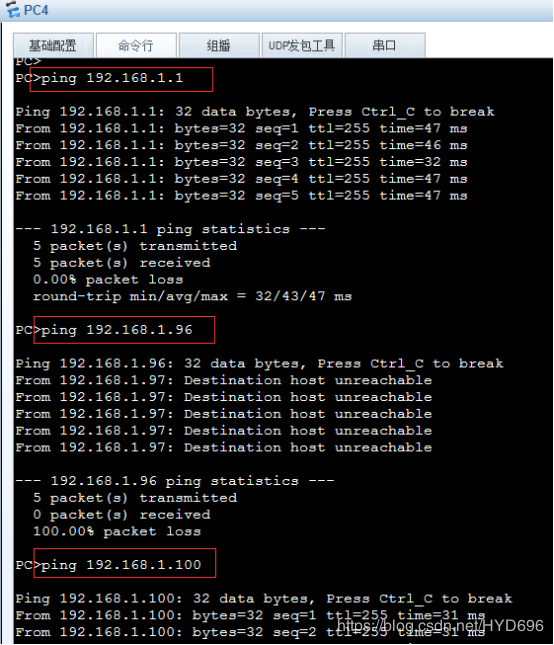 PC4
基础配置 命令行 组播 UDP发包工具 串口
PC>
PC>ping 192.168.1.1
Ping 192.168.1.1: 32 data bytes, Press Ctrl_C to break
From 192.168.1.1: bytes=32 seq=1 ttl=255 time=47 ms
From 192.168.1.1: bytes=32 seq=2 ttl=255 time=46 ms
From 192.168.1.1: bytes=32 seq=3 ttl=255 time=32 ms
From 192.168.1.1: bytes=32 seq=4 ttl=255 time=47 ms
From 192.168.1.1: bytes=32 seq=5 ttl=255 time=47 ms
--- 192.168.1.1 ping statistics ---
5 packet(s) transmitted
5 packet(s) received
0.00% packet loss
round-trip min/avg/max = 32/43/47 ms
PC>ping 192.168.1.96
Ping 192.168.1.96: 32 data bytes, Press Ctrl_C to break
From 192.168.1.97: Destination host unreachable
From 192.168.1.97: Destination host unreachable
From 192.168.1.97: Destination host unreachable
From 192.168.1.97: Destination host unreachable
From 192.168.1.97: Destination host unreachable
--- 192.168.1.96 ping statistics ---
5 packet(s) transmitted
0 packet(s) received
100.00% packet loss
PC>ping 192.168.1.100
Ping 192.168.1.100: 32 data bytes, Press Ctrl_C to break
From 192.168.1.100: bytes=32 seq=1 ttl=255 time=31 ms
From 192.168.1.100: bytes=32 seq=2 ttl=255 time=31 ms
https://blog.csdn.net/HYD696